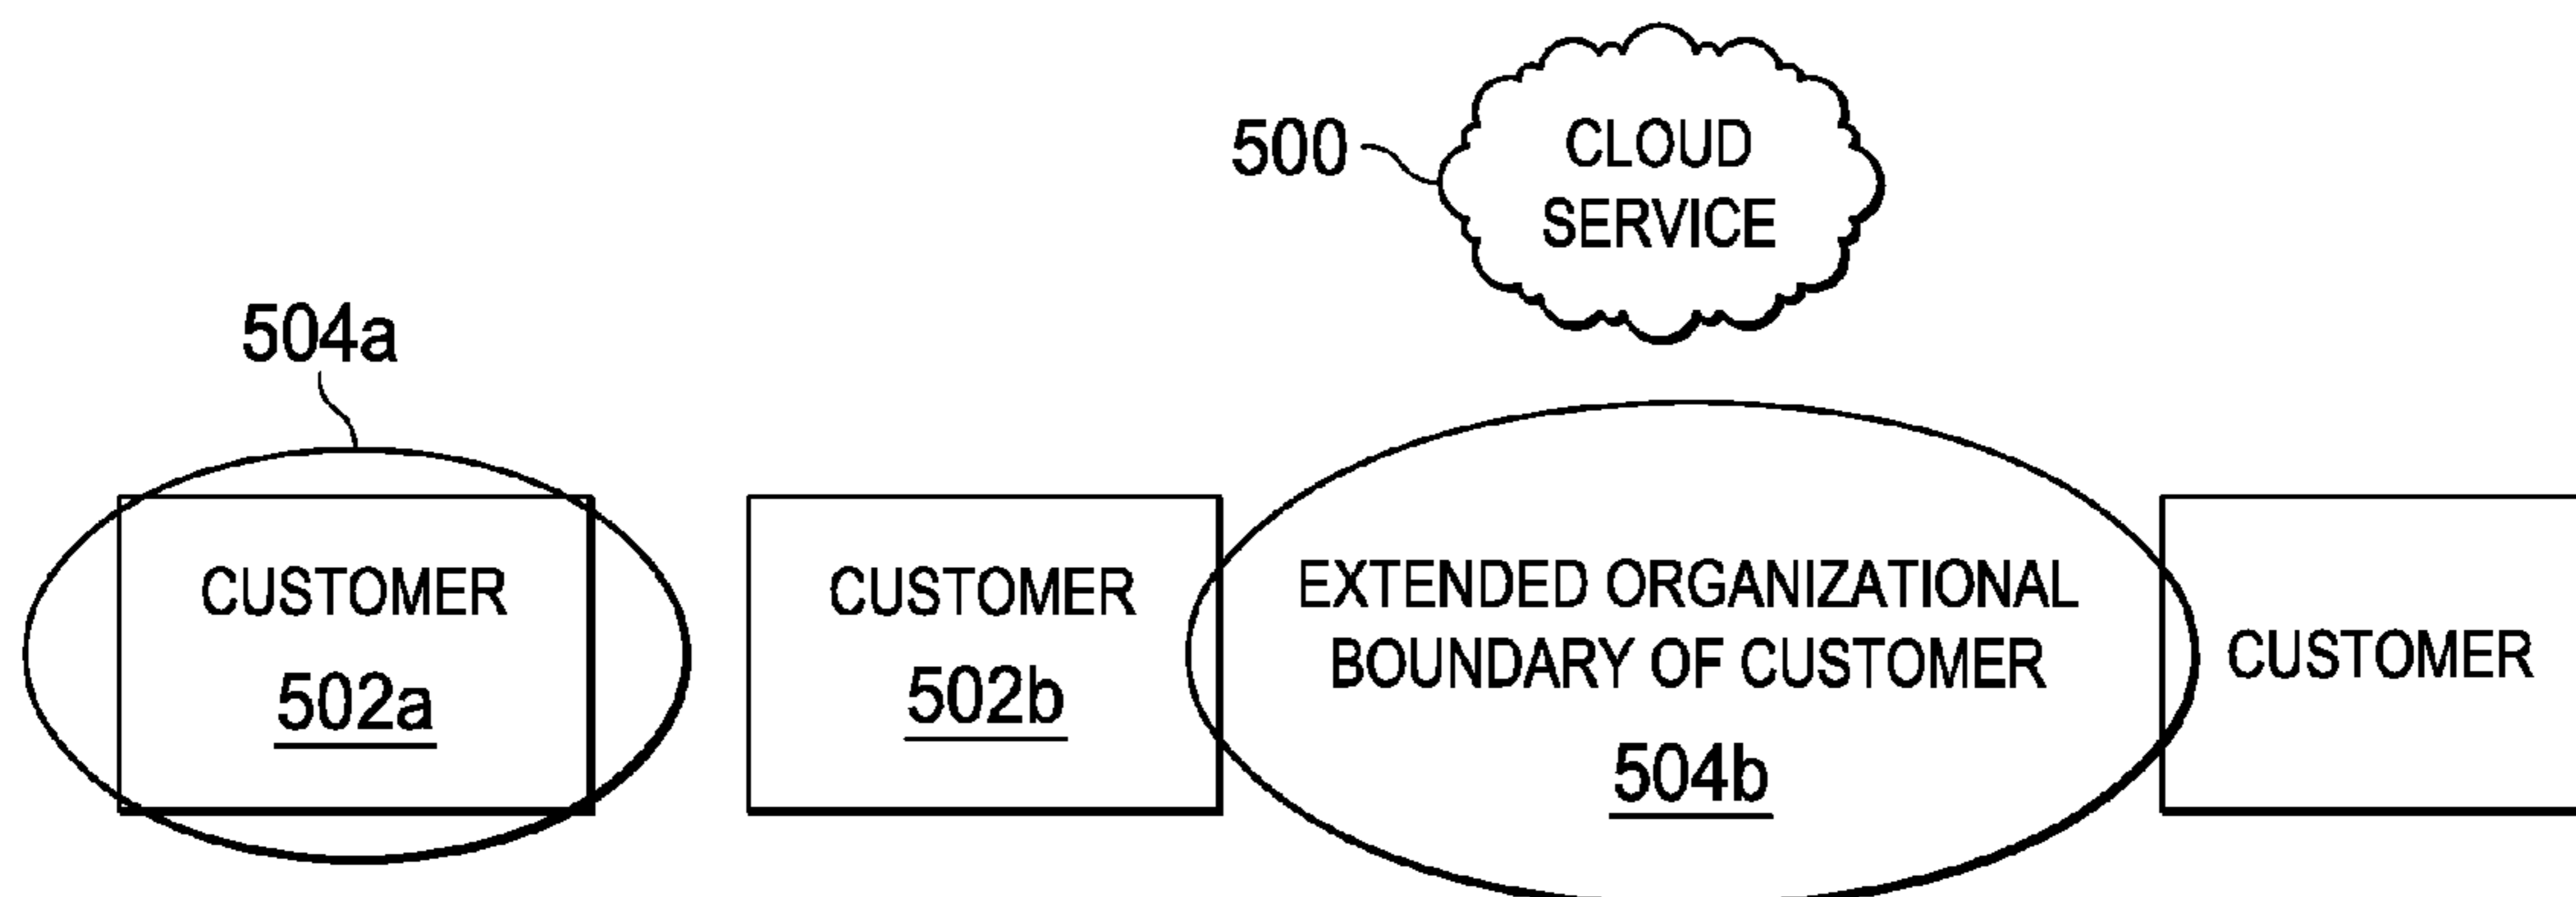 500
CLOUD
SERVICE
504a
CUSTOMER
502a
CUSTOMER
502b
EXTENDED ORGANIZATIONAL
BOUNDARY OF CUSTOMER
504b
CUSTOMER